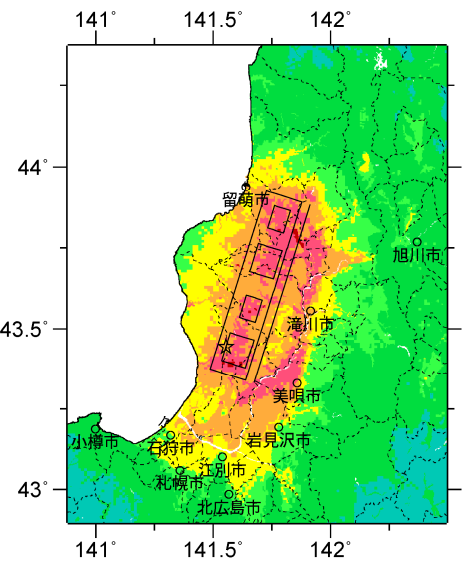 141° 141.5° 142°
44°
留萌市
旭川市
43.5°
滝川市
美唄市
小樽市
石狩市
岩見沢市
江別市
札幌市
43°
北広島市
141° 141.5° 142°